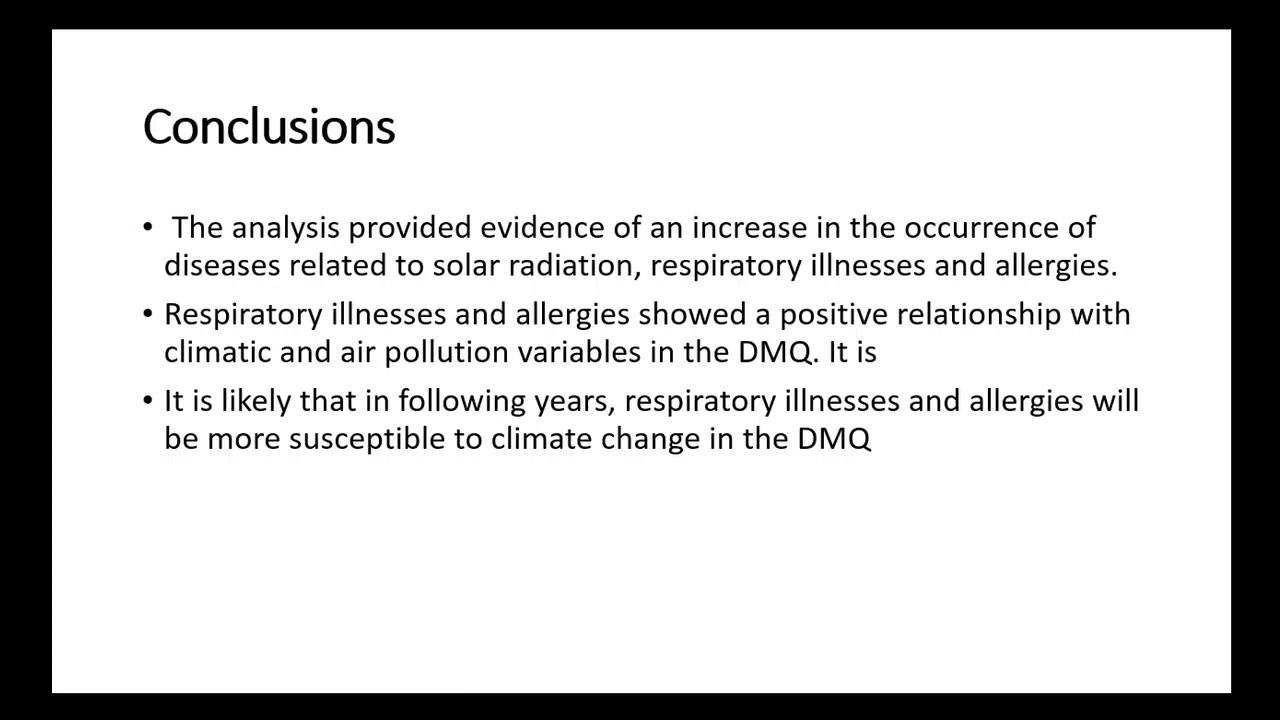 Conclusions
• The analysis provided evidence of an increase in the occurrence of
diseases related to solar radiation, respiratory illnesses and allergies.
• Respiratory illnesses and allergies showed a positive relationship with
climatic and air pollution variables in the DMQ. It is
• It is likely that in following years, respiratory illnesses and allergies will
be more susceptible to climate change in the DMQ